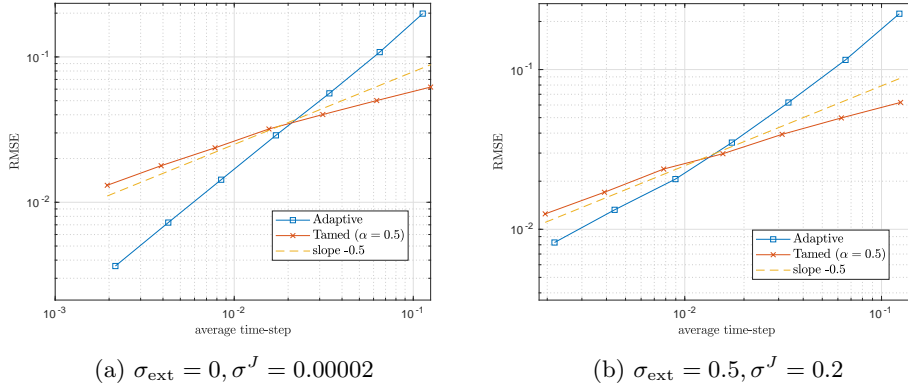 10⁻¹
10⁻²
RMSE
10⁻³
10⁻²
10⁻¹
average time-step
Adaptive
Tamed (α = 0.5)
slope -0.5
(a) σ_ext = 0, σ^J = 0.00002
10⁻¹
10⁻²
RMSE
10⁻²
10⁻¹
average time-step
Adaptive
Tamed (α = 0.5)
slope -0.5
(b) σ_ext = 0.5, σ^J = 0.2